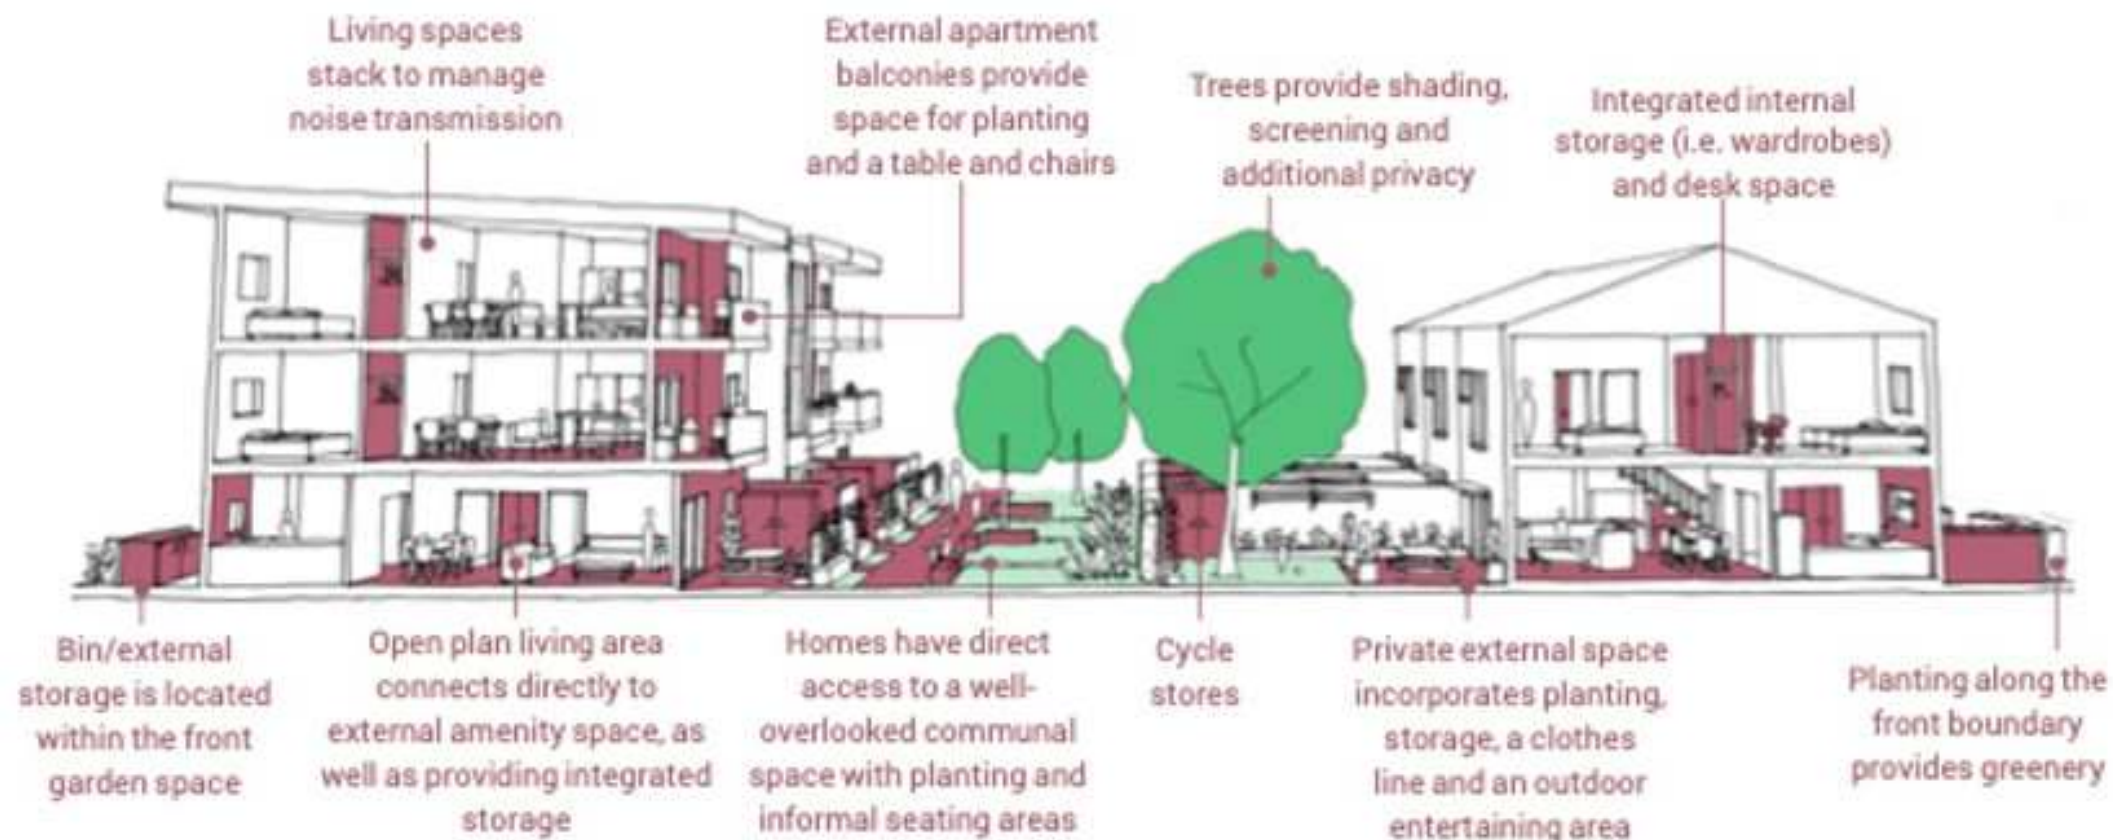 Living spaces
stack to manage
noise transmission
External apartment
balconies provide
space for planting
and a table and chairs
Trees provide shading,
screening and
additional privacy
Integrated internal
storage (i.e. wardrobes)
and desk space
Bin/external
storage is located
within the front
garden space
Open plan living area
connects directly to
external amenity space, as
well as providing integrated
storage
Homes have direct
access to a well-
overlooked communal
space with planting and
informal seating areas
Cycle
stores
Private external space
incorporates planting,
storage, a clothes
line and an outdoor
entertaining area
Planting along the
front boundary
provides greenery